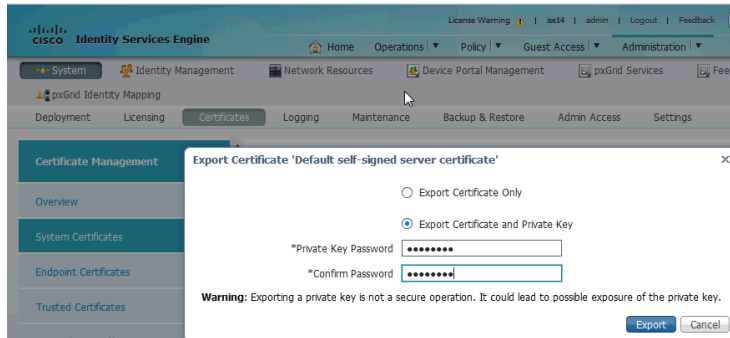 License Warning | ise14 | admin | Logout | Feedback
CISCO Identity Services Engine
Home Operations Policy Guest Access Administration
System Identity Management Network Resources Device Portal Management pxGrid Services Fee
pxGrid Identity Mapping
Deployment Licensing Certificates Logging Maintenance Backup & Restore Admin Access Settings
Certificate Management
Export Certificate 'Default self-signed server certificate'
Overview
Export Certificate Only
System Certificates
Export Certificate and Private Key
*Private Key Password
Endpoint Certificates
*Confirm Password
Trusted Certificates
Warning: Exporting a private key is not a secure operation. It could lead to possible exposure of the private key.
Export Cancel